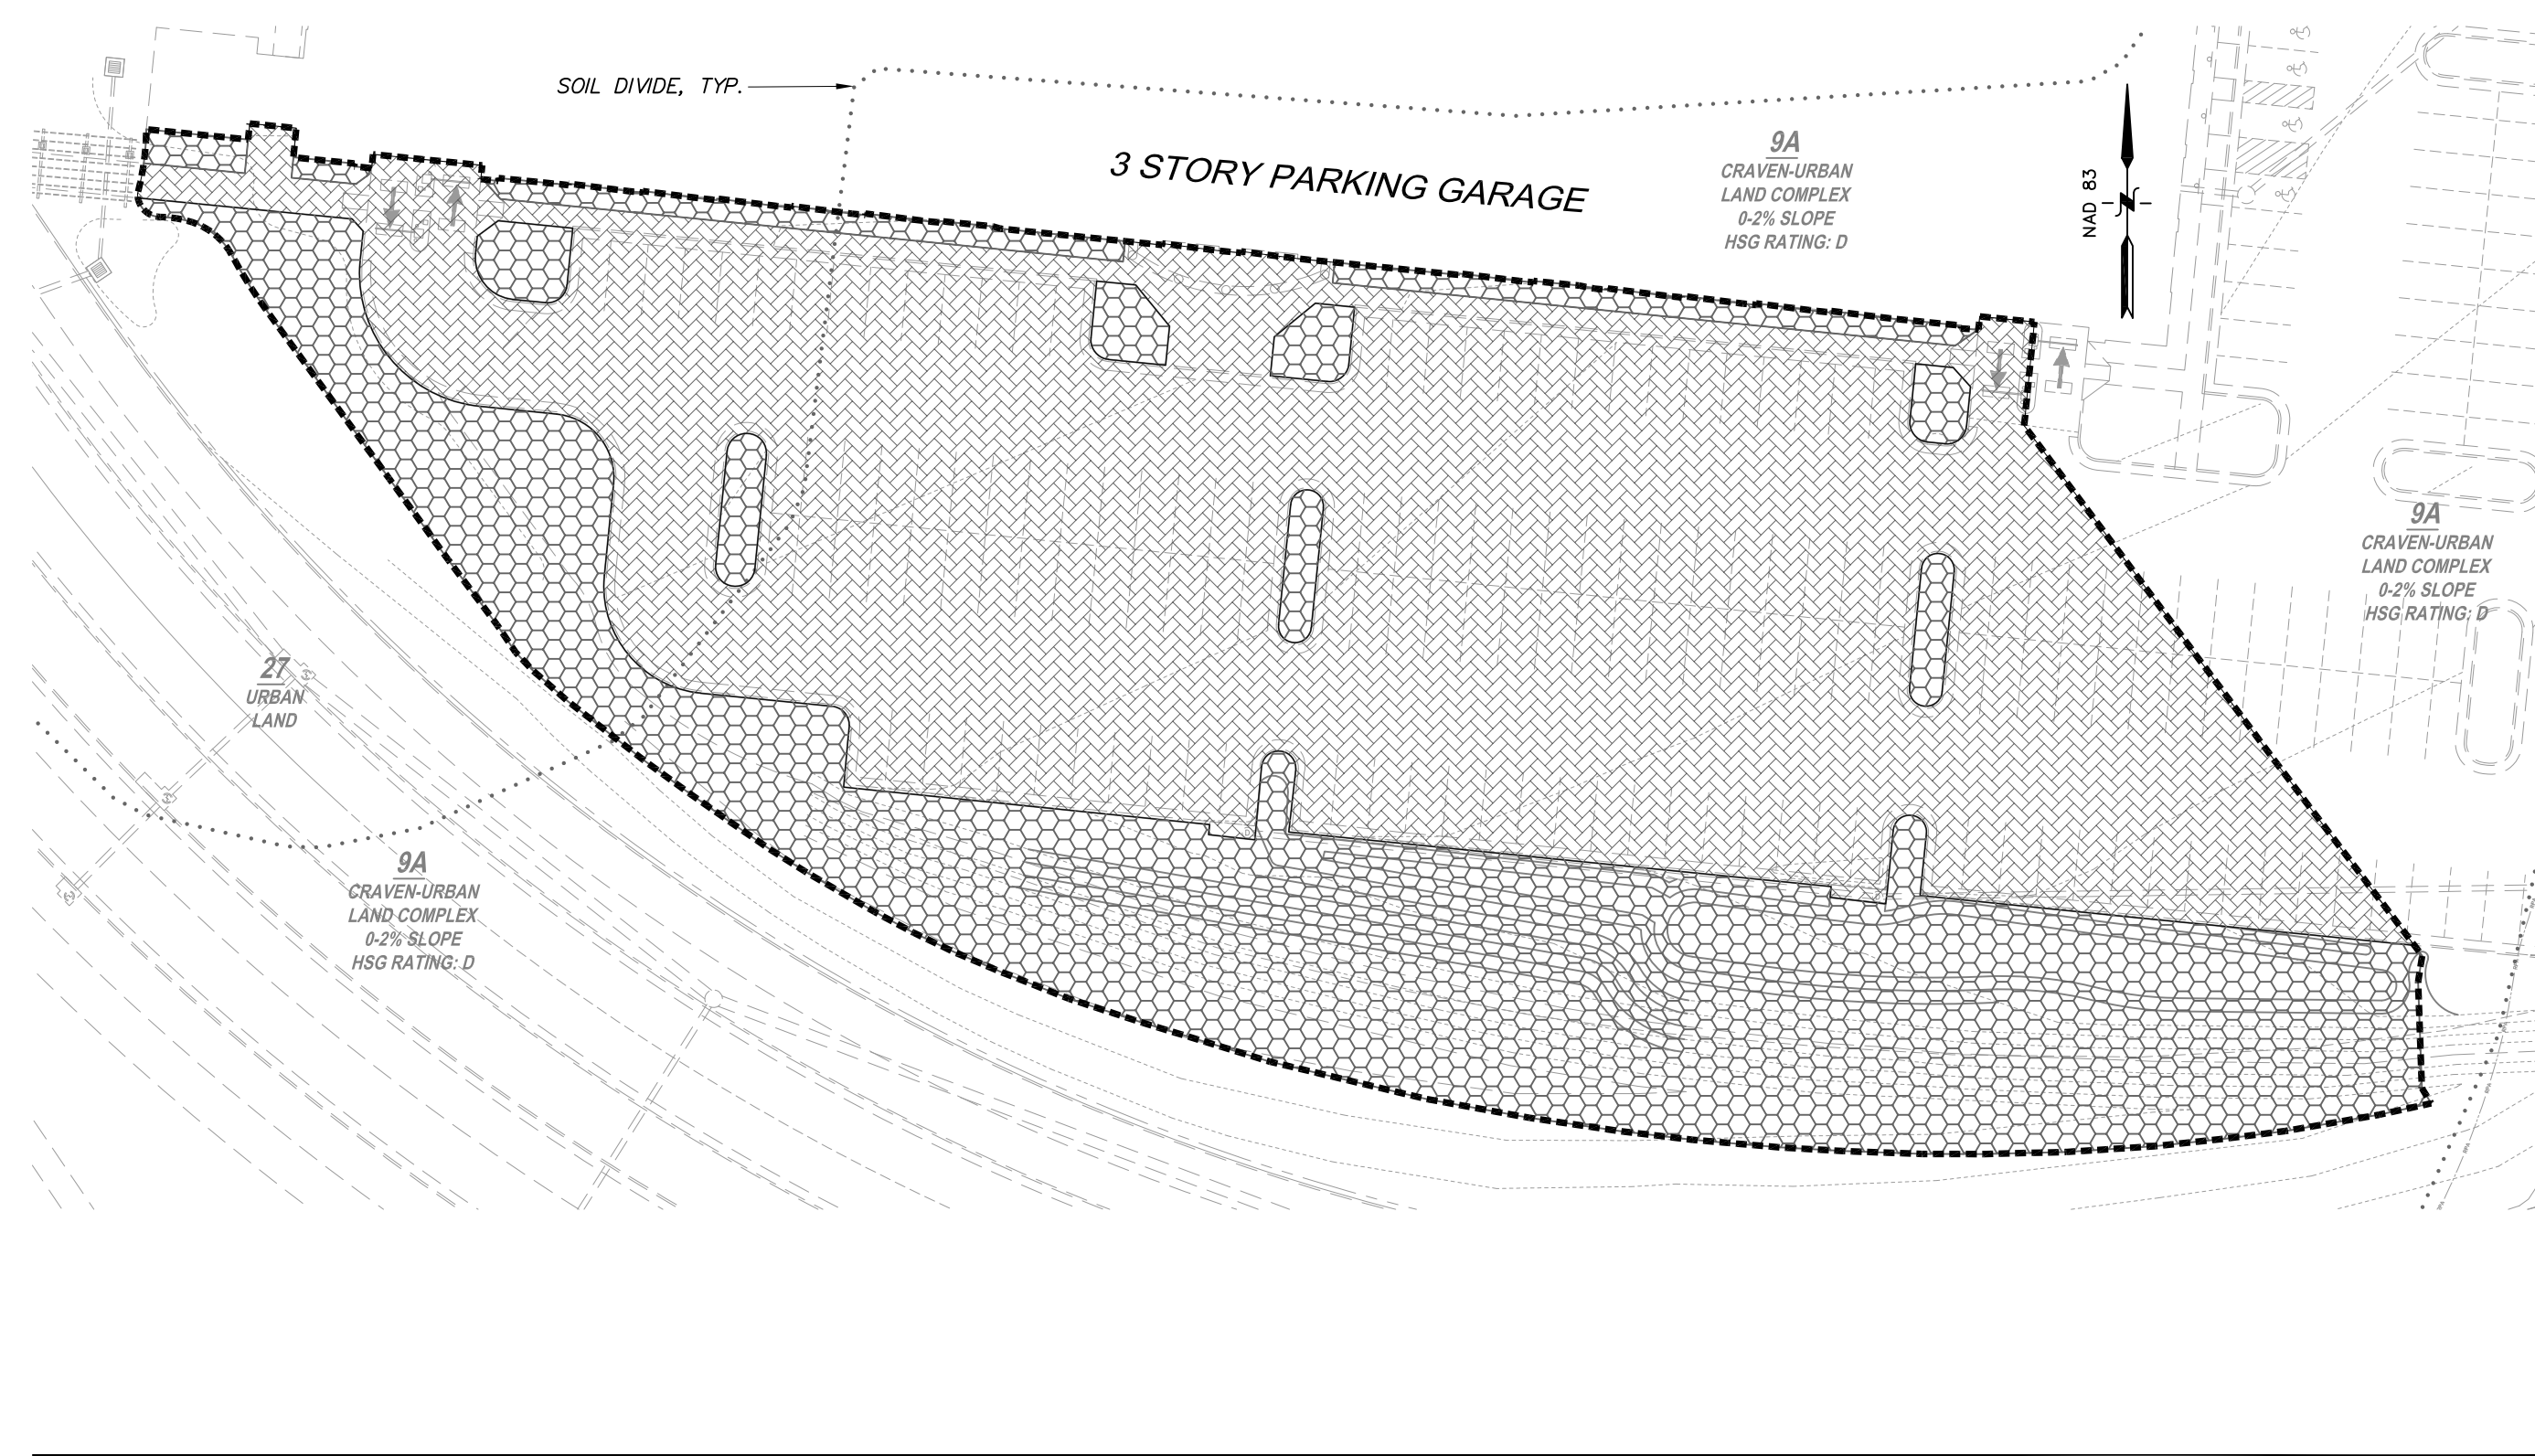 SOIL DIVIDE, TYP.
3 STORY PARKING GARAGE
9A
CRAVEN-URBAN
LAND COMPLEX
0-2% SLOPE
HSG RATING: D
NAD 83
N
9A
CRAVEN-URBAN
LAND COMPLEX
0-2% SLOPE
HSG RATING: D
27
URBAN
LAND
9A
CRAVEN-URBAN
LAND COMPLEX
0-2% SLOPE
HSG RATING: D